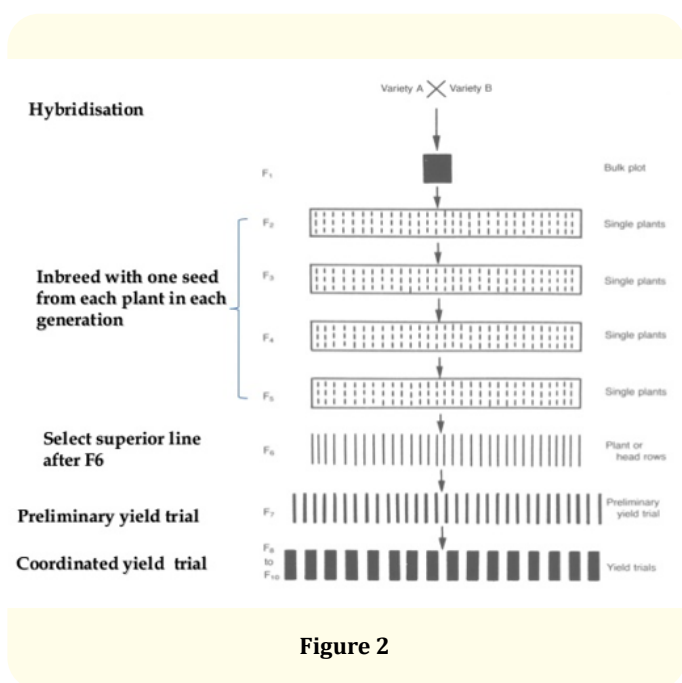 Variety A Variety B
Hybridisation
F1 Bulk plot
F2 Single plants
Inbreed with one seed
from each plant in each
generation
F3 Single plants
F4 Single plants
F5 Single plants
Select superior line
after F6
F6 Plant or
head rows
Preliminary yield trial
F7 Preliminary
yield trial
Coordinated yield trial
F8
to
F10
Yield trials
Figure 2